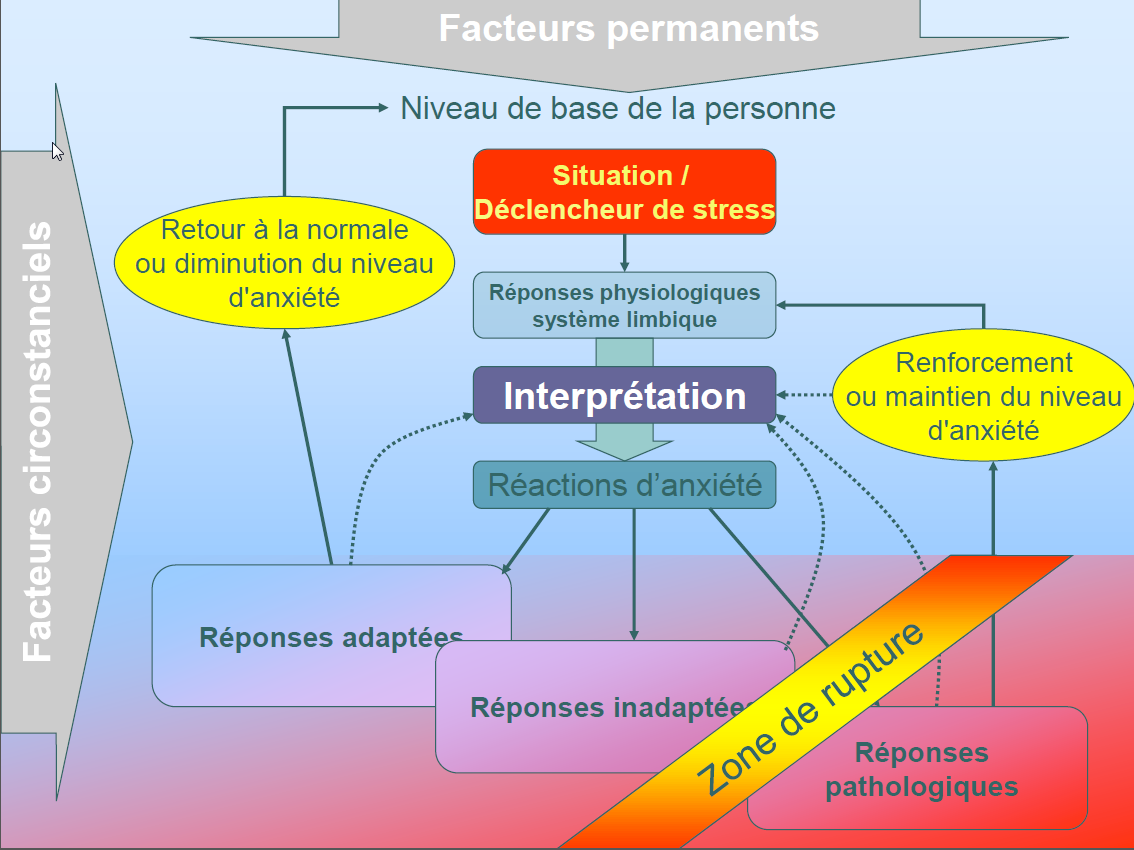 Facteurs permanents
Niveau de base de la personne
Situation /
Déclencheur de stress
Retour à la normale
ou diminution du niveau
d'anxiété
Réponses physiologiques
système limbique
Facteurs circonstanciels
Interprétation
Renforcement
ou maintien du niveau
d'anxiété
Réactions d’anxiété
Réponses adaptées
Réponses inadaptées
Zone de rupture
Réponses
pathologiques